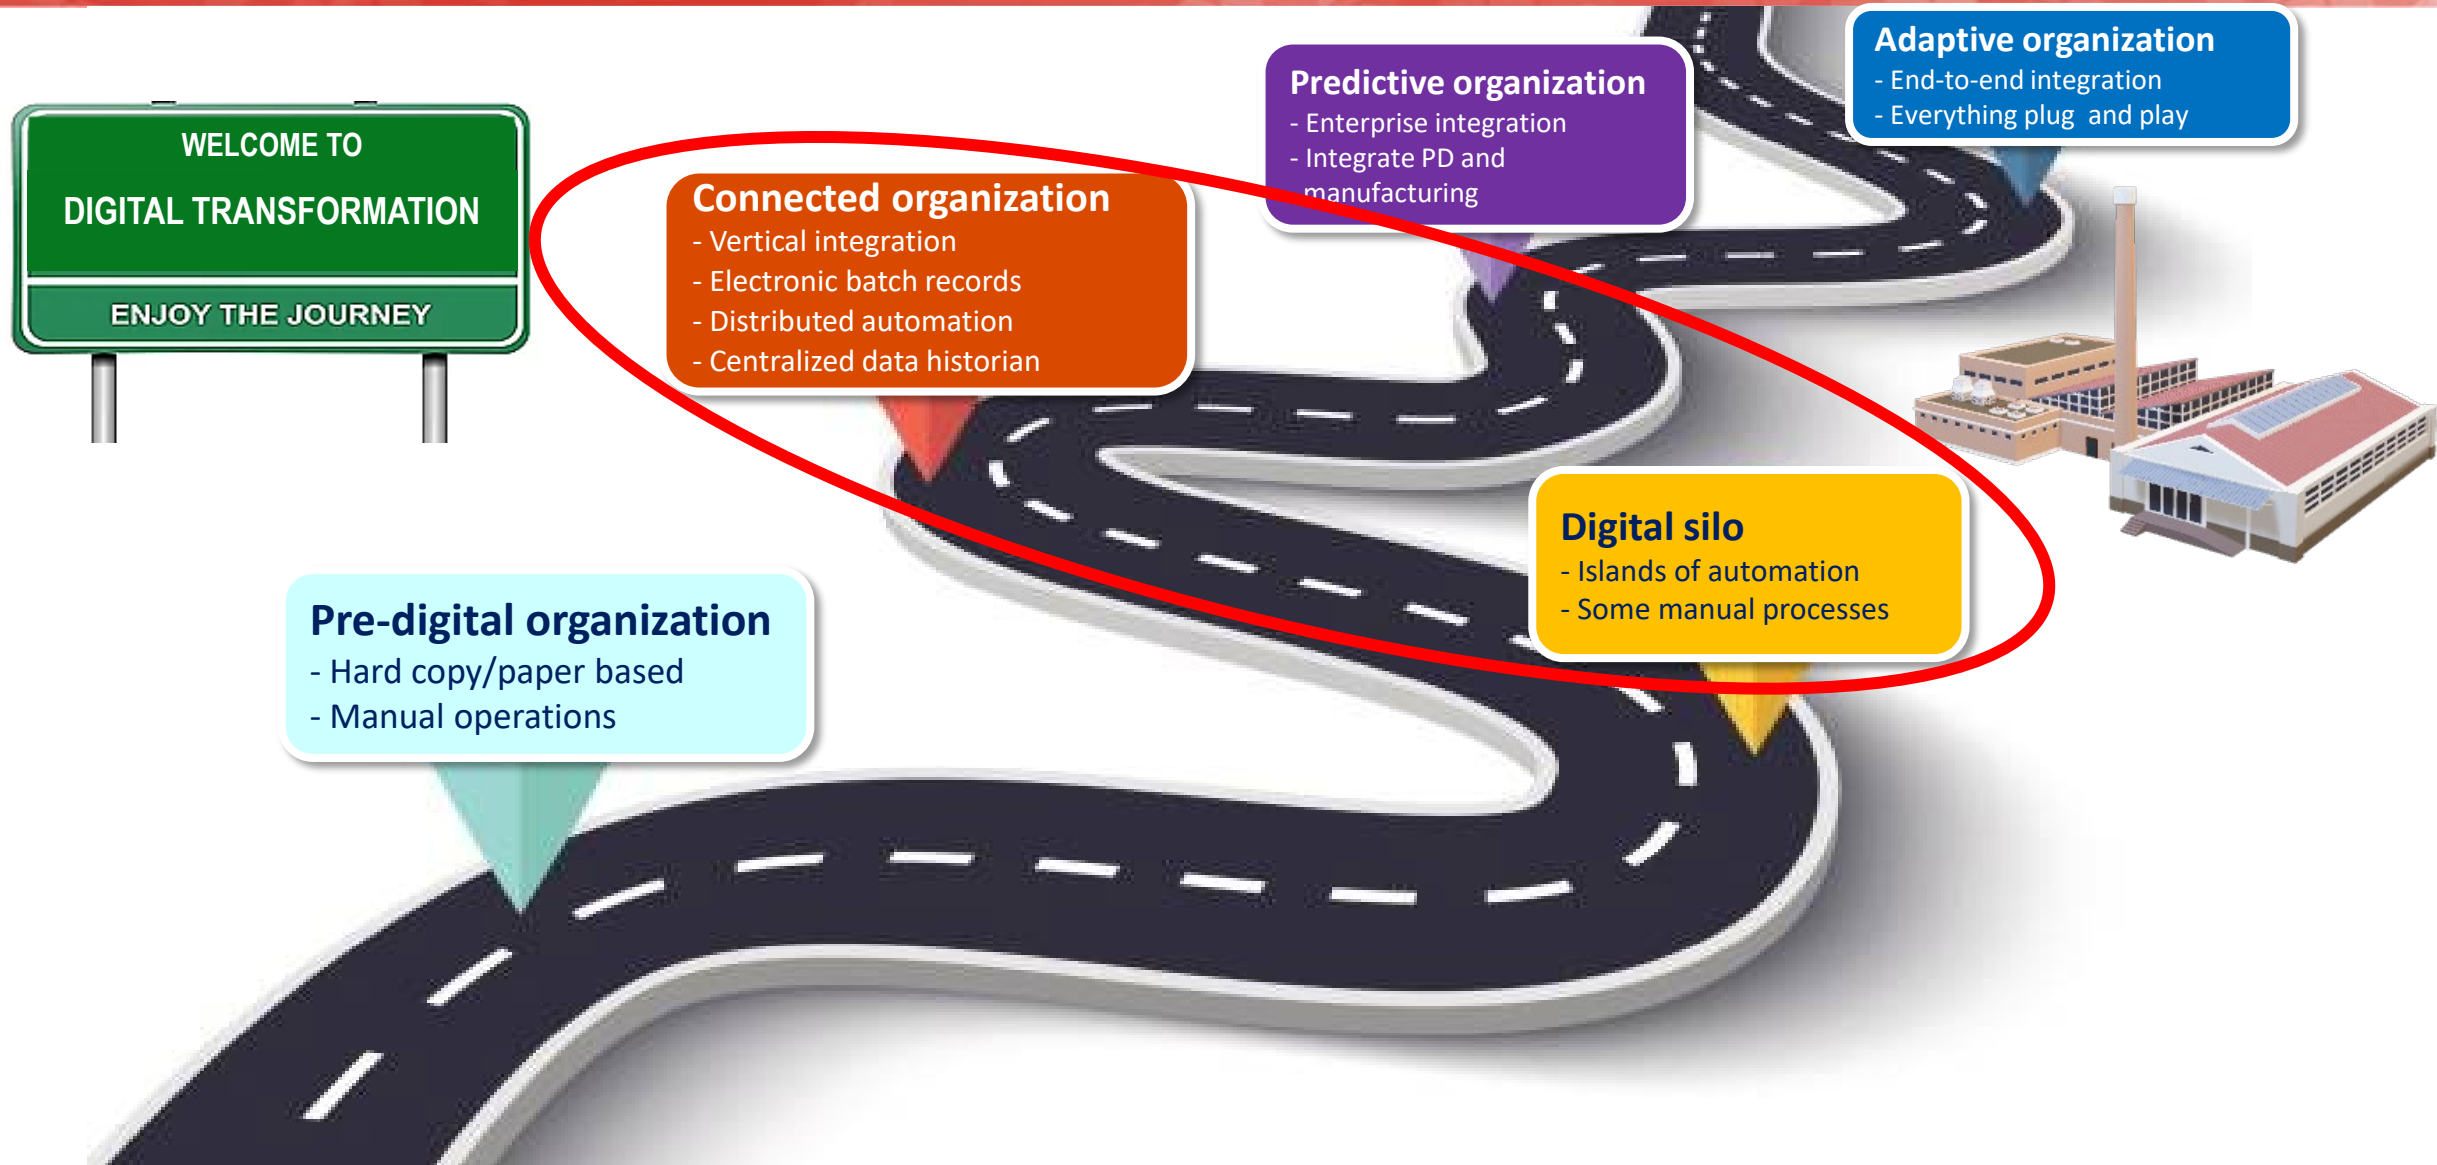 WELCOME TO
DIGITAL TRANSFORMATION
ENJOY THE JOURNEY
Adaptive organization
- End-to-end integration
- Everything plug  and play
Predictive organization
- Enterprise integration
- Integrate PD and
manufacturing
Connected organization
- Vertical integration
- Electronic batch records
- Distributed automation
- Centralized data historian
Digital silo
- Islands of automation
- Some manual processes
Pre-digital organization
- Hard copy/paper based
- Manual operations